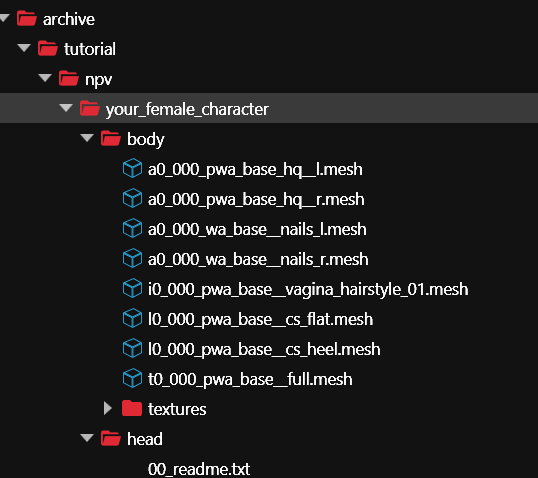 archive
tutorial
npv
your_female_character
body
a0_000_pwa_base_hq__l.mesh
a0_000_pwa_base_hq__r.mesh
a0_000_wa_base__nails_l.mesh
a0_000_wa_base__nails_r.mesh
i0_000_pwa_base__vagina_hairstyle_01.mesh
l0_000_pwa_base__cs_flat.mesh
l0_000_pwa_base__cs_heel.mesh
t0_000_pwa_base__full.mesh
textures
head
00_readme.txt